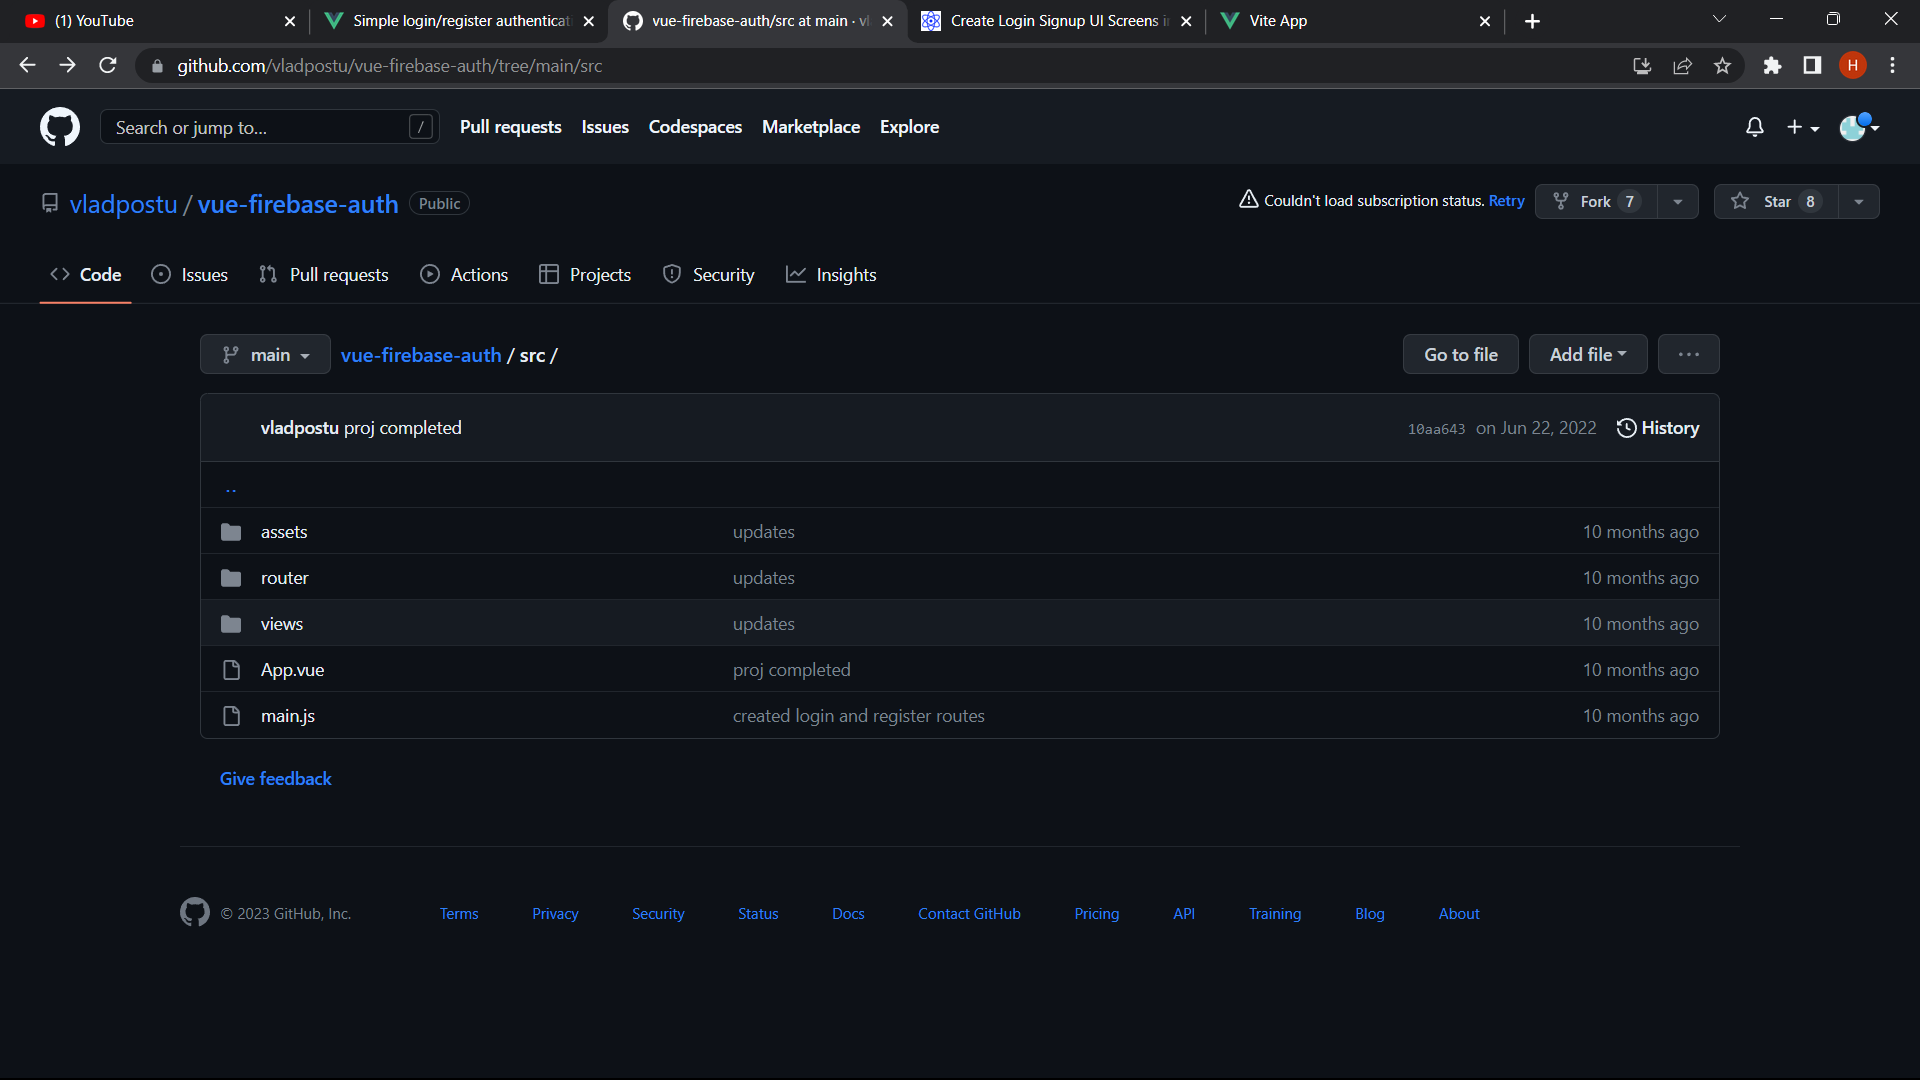 (1) YouTube
Simple login/register authenticat
vue-firebase-auth/src at main · vl
Create Login Signup UI Screens in
Vite App
github.com/vladpostu/vue-firebase-auth/tree/main/src
H
Search or jump to... /
Pull requests Issues Codespaces Marketplace Explore
vladpostu / vue-firebase-auth Public
Couldn't load subscription status. Retry
Fork 7
Star 8
Code Issues Pull requests Actions Projects Security Insights
main
vue-firebase-auth / src /
Go to file
Add file
vladpostu proj completed
10aa643 on Jun 22, 2022 History
..
assets updates 10 months ago
router updates 10 months ago
views updates 10 months ago
App.vue proj completed 10 months ago
main.js created login and register routes 10 months ago
Give feedback
© 2023 GitHub, Inc. Terms Privacy Security Status Docs Contact GitHub Pricing API Training Blog About